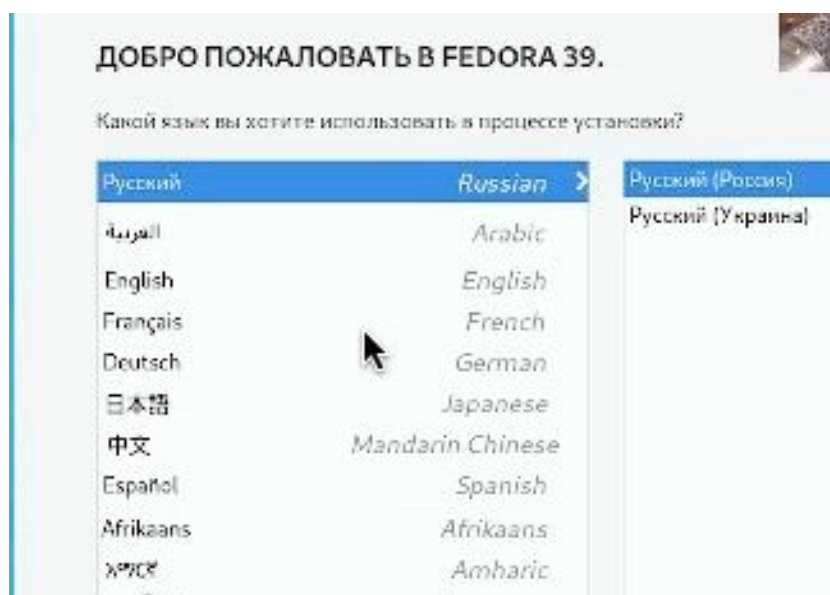 ДОБРО ПОЖАЛОВАТЬ В FEDORA 39.
Какой язык вы хотите использовать в процессе установки?
Русский Russian
العربية Arabic
English English
Français French
Deutsch German
日本語 Japanese
中文 Mandarin Chinese
Español Spanish
Afrikaans Afrikaans
አማርኛ Amharic
Русский (Россия)
Русский (Украина)